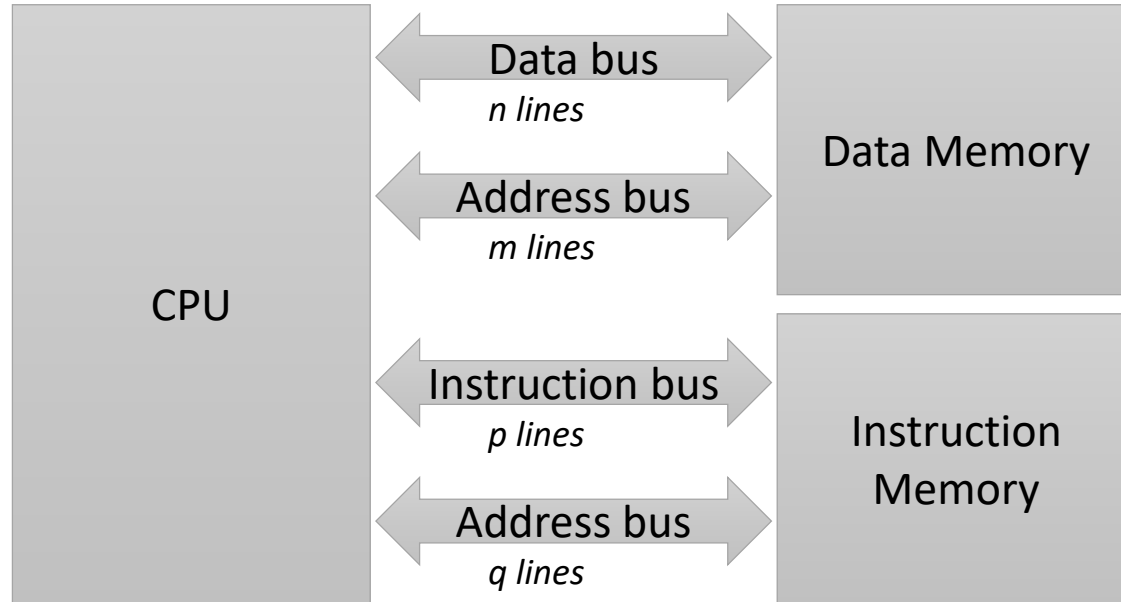 CPU
Data bus
n lines
Address bus
m lines
Data Memory
Instruction bus
p lines
Address bus
q lines
Instruction
Memory